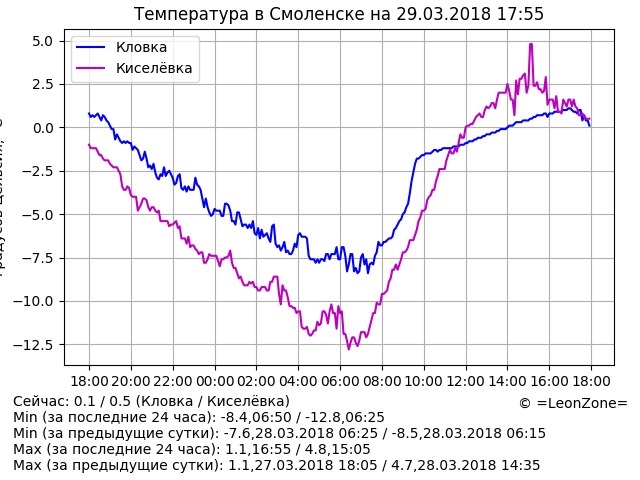 Температура в Смоленске на 29.03.2018 17:55
Кловка
Киселёвка
5.0
2.5
0.0
−2.5
−5.0
−7.5
−10.0
−12.5
18:00 20:00 22:00 00:00 02:00 04:00 06:00 08:00 10:00 12:00 14:00 16:00 18:00
Сейчас: 0.1 / 0.5 (Кловка / Киселёвка)
© =LeonZone=
Min (за последние 24 часа): -8.4,06:50 / -12.8,06:25
Min (за предыдущие сутки): -7.6,28.03.2018 06:25 / -8.5,28.03.2018 06:15
Max (за последние 24 часа): 1.1,16:55 / 4.8,15:05
Max (за предыдущие сутки): 1.1,27.03.2018 18:05 / 4.7,28.03.2018 14:35